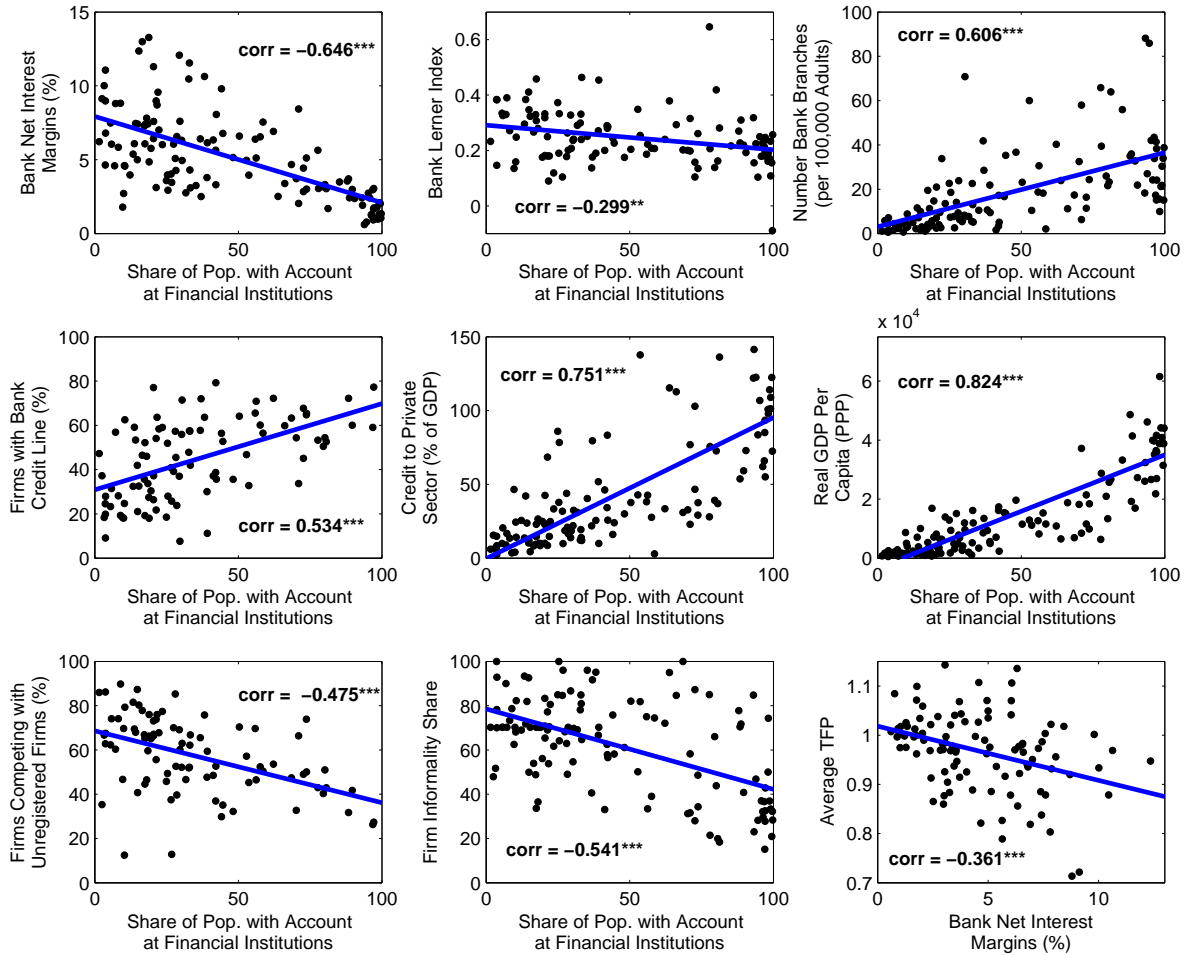 15
10
5
0
Bank Net Interest
Margins (%)
corr = −0.646***
0 50 100
Share of Pop. with Account
at Financial Institutions
0.6
0.4
0.2
0
Bank Lerner Index
corr = −0.299**
0 50 100
Share of Pop. with Account
at Financial Institutions
100
80
60
40
20
0
Number Bank Branches
(per 100,000 Adults)
corr = 0.606***
0 50 100
Share of Pop. with Account
at Financial Institutions
100
80
60
40
20
0
Firms with Bank
Credit Line (%)
corr = 0.534***
0 50 100
Share of Pop. with Account
at Financial Institutions
150
100
50
0
Credit to Private
Sector (% of GDP)
corr = 0.751***
0 50 100
Share of Pop. with Account
at Financial Institutions
x 10^4
6
4
2
0
Real GDP Per
Capita (PPP)
corr = 0.824***
0 50 100
Share of Pop. with Account
at Financial Institutions
100
80
60
40
20
0
Firms Competing with
Unregistered Firms (%)
corr = −0.475***
0 50 100
Share of Pop. with Account
at Financial Institutions
100
80
60
40
20
0
Firm Informality Share
corr = −0.541***
0 50 100
Share of Pop. with Account
at Financial Institutions
1.1
1
0.9
0.8
0.7
Average TFP
corr = −0.361***
0 5 10
Bank Net Interest
Margins (%)